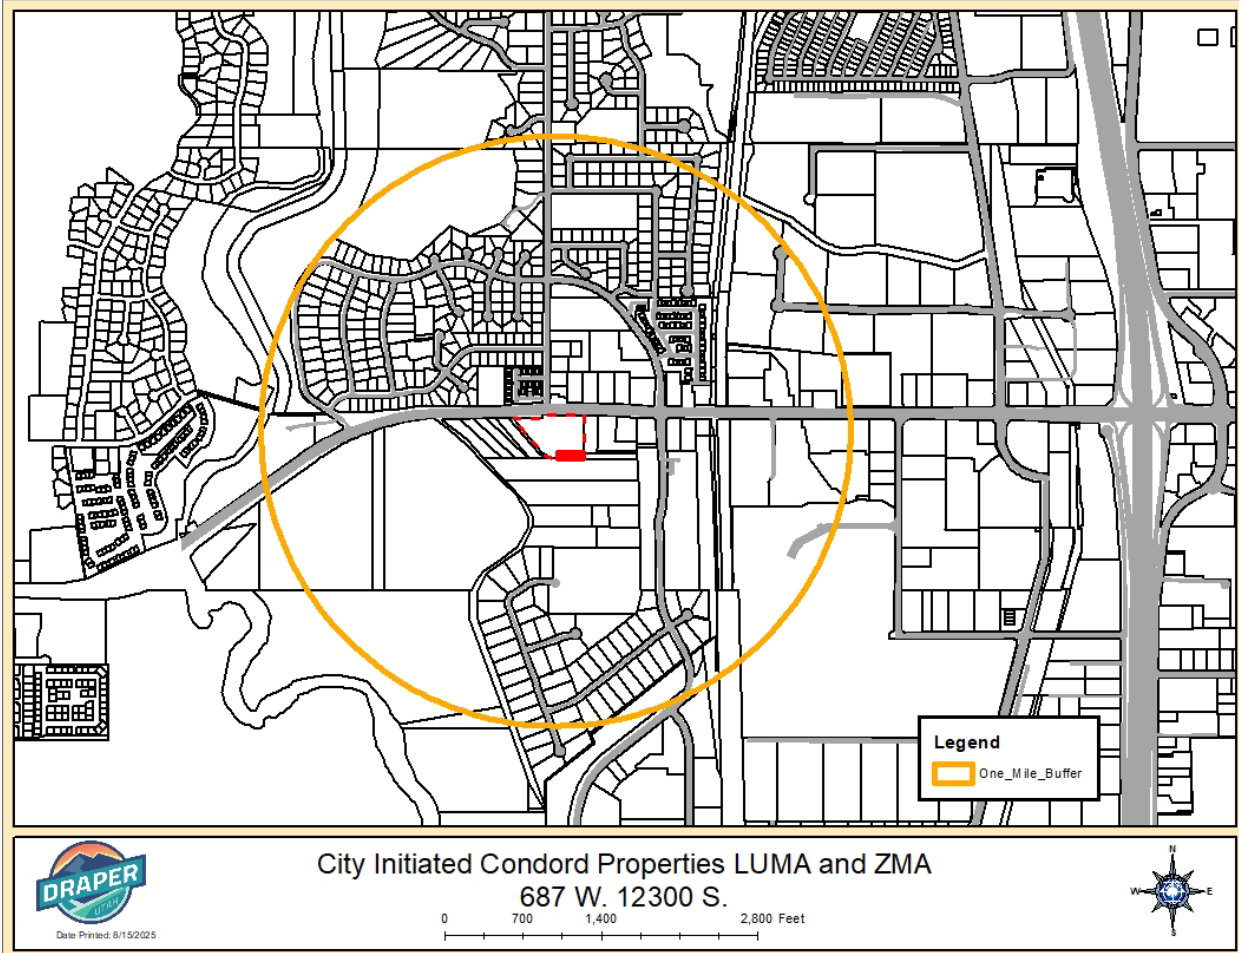 Legend
One_Mile_Buffer
DRAPER
UTAH
Date Printed: 8/15/2025
City Initiated Condord Properties LUMA and ZMA
687 W. 12300 S.
0 700 1,400 2,800 Feet
N
W E
S